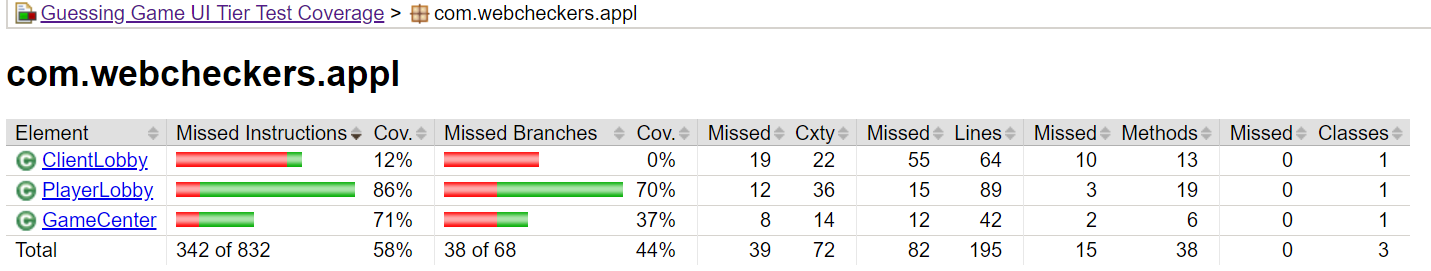 Guessing Game UI Tier Test Coverage > com.webcheckers.appl
com.webcheckers.appl
Element Missed Instructions Cov. Missed Branches Cov. Missed Cxty Missed Lines Missed Methods Missed Classes
ClientLobby 12% 0% 19 22 55 64 10 13 0 1
PlayerLobby 86% 70% 12 36 15 89 3 19 0 1
GameCenter 71% 37% 8 14 12 42 2 6 0 1
Total 342 of 832 58% 38 of 68 44% 39 72 82 195 15 38 0 3